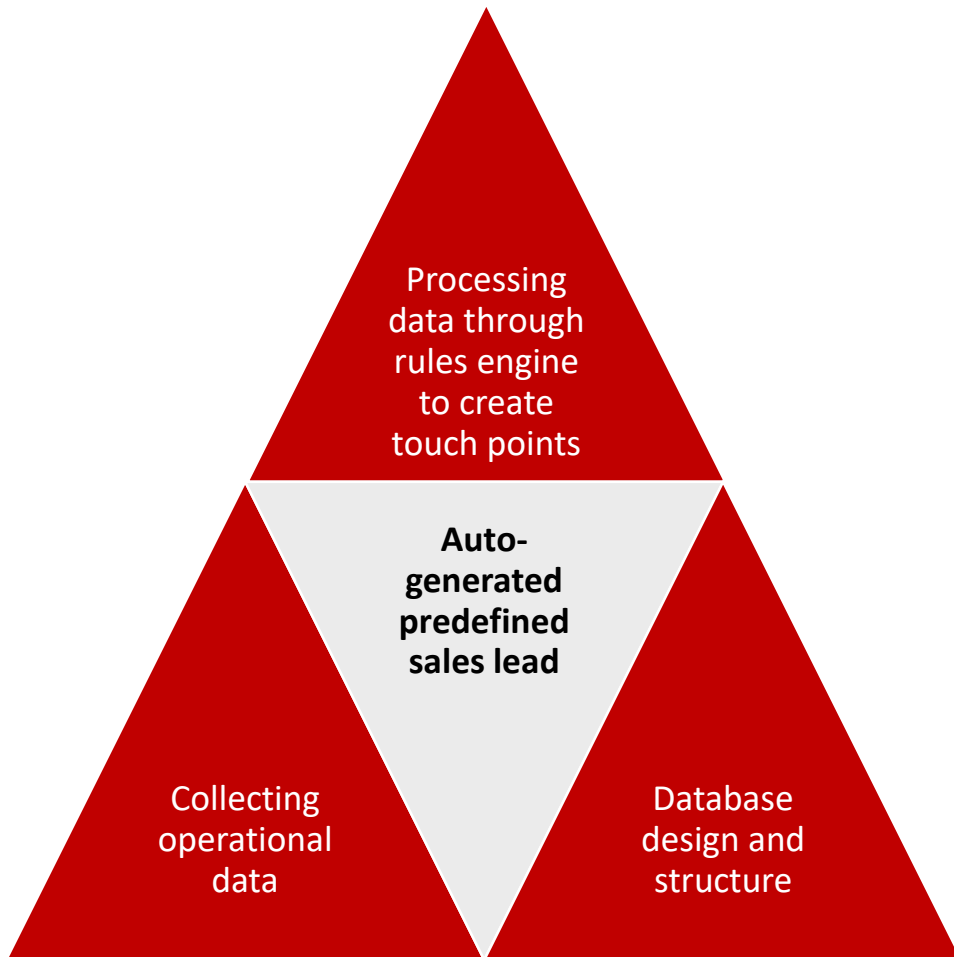 Processing
data through
rules engine
to create
touch points
Auto-
generated
predefined
sales lead
Collecting
operational
data
Database
design and
structure